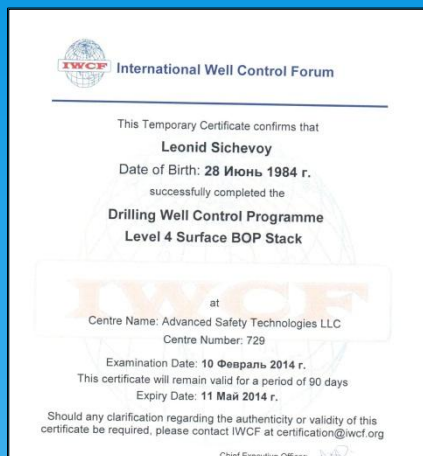 IWCF International Well Control Forum
This Temporary Certificate confirms that
Leonid Sichevoy
Date of Birth: 28 Июнь 1984 г.
successfully completed the
Drilling Well Control Programme
Level 4 Surface BOP Stack
IWCF
at
Centre Name: Advanced Safety Technologies LLC
Centre Number: 729
Examination Date: 10 Февраль 2014 г.
This certificate will remain valid for a period of 90 days
Expiry Date: 11 Май 2014 г.
Should any clarification regarding the authenticity or validity of this
certificate be required, please contact IWCF at certification@iwcf.org
Chief Executive Officer